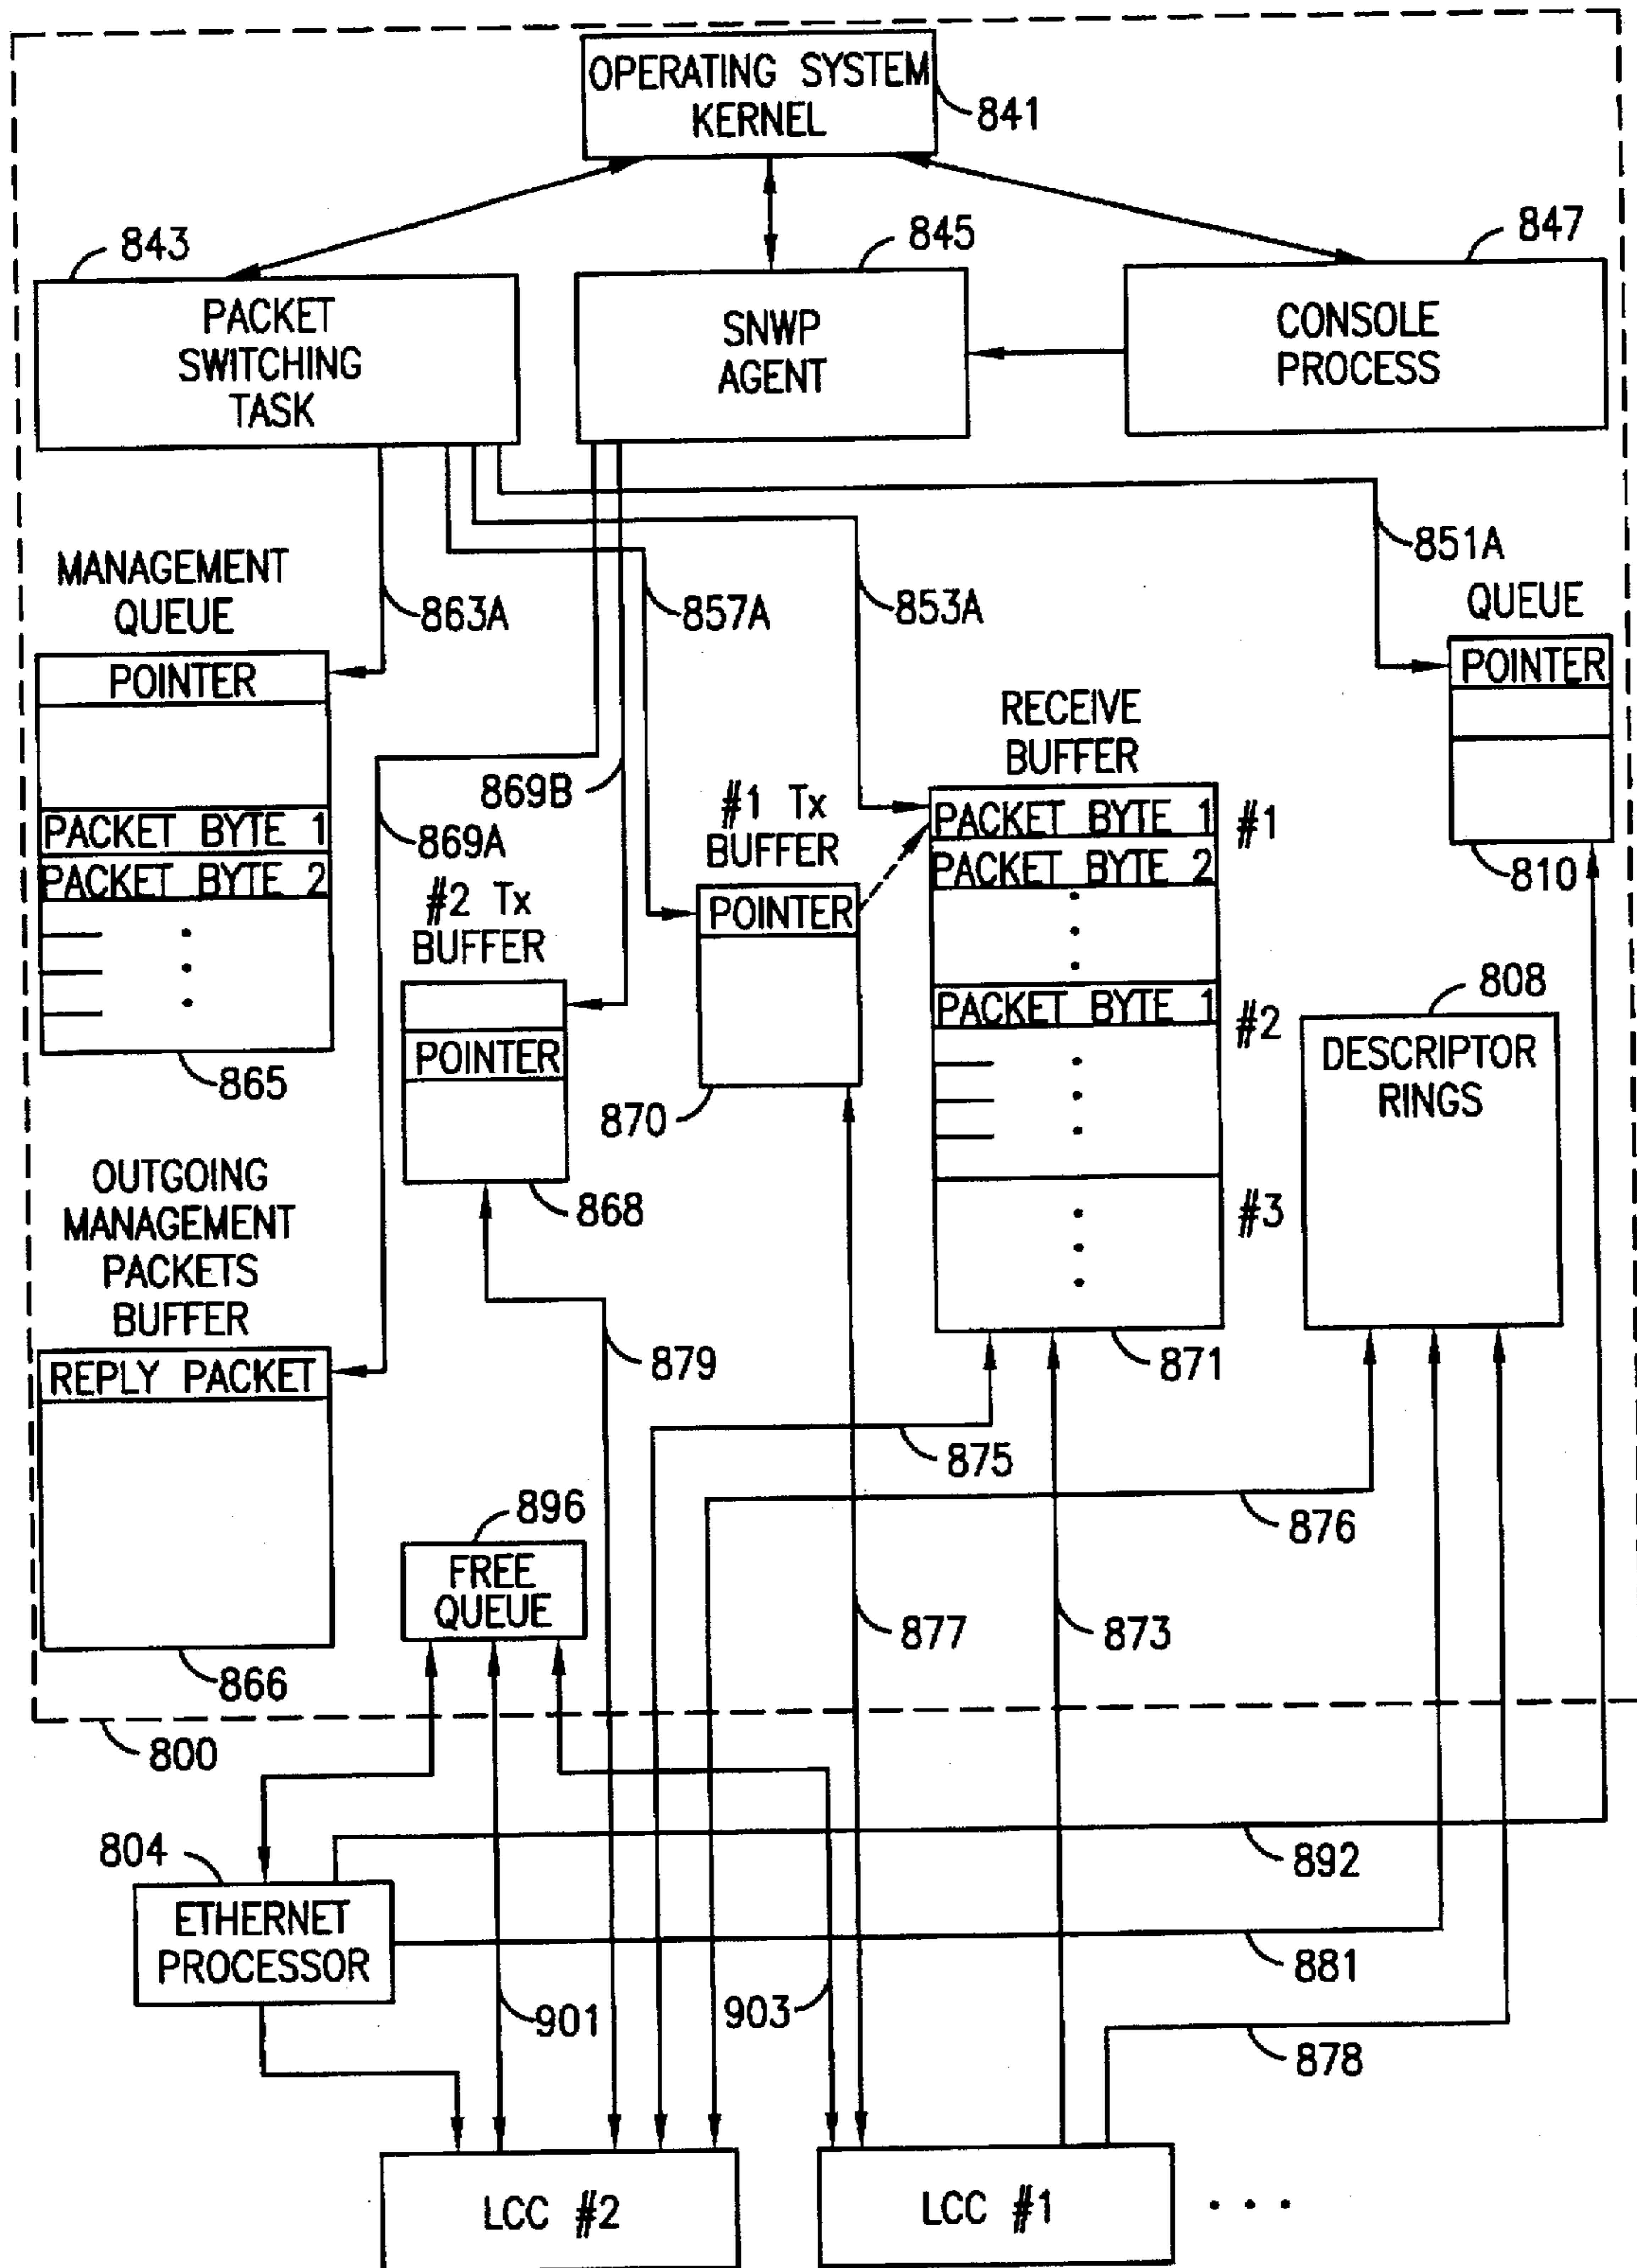 OPERATING SYSTEM
KERNEL
841
843
845
847
PACKET
SWITCHING
TASK
SNWP
AGENT
CONSOLE
PROCESS
MANAGEMENT
QUEUE
863A
857A
853A
851A
QUEUE
POINTER
POINTER
RECEIVE
BUFFER
869B
869A
#1 Tx
BUFFER
PACKET BYTE 1
#1
PACKET BYTE 2
810
PACKET BYTE 1
PACKET BYTE 2
#2 Tx
BUFFER
POINTER
POINTER
PACKET BYTE 1
#2
808
DESCRIPTOR
RINGS
865
870
868
#3
OUTGOING
MANAGEMENT
PACKETS
BUFFER
REPLY PACKET
879
871
875
876
896
FREE
QUEUE
877
873
866
800
804
ETHERNET
PROCESSOR
892
881
901
903
878
LCC #2
LCC #1
. . .